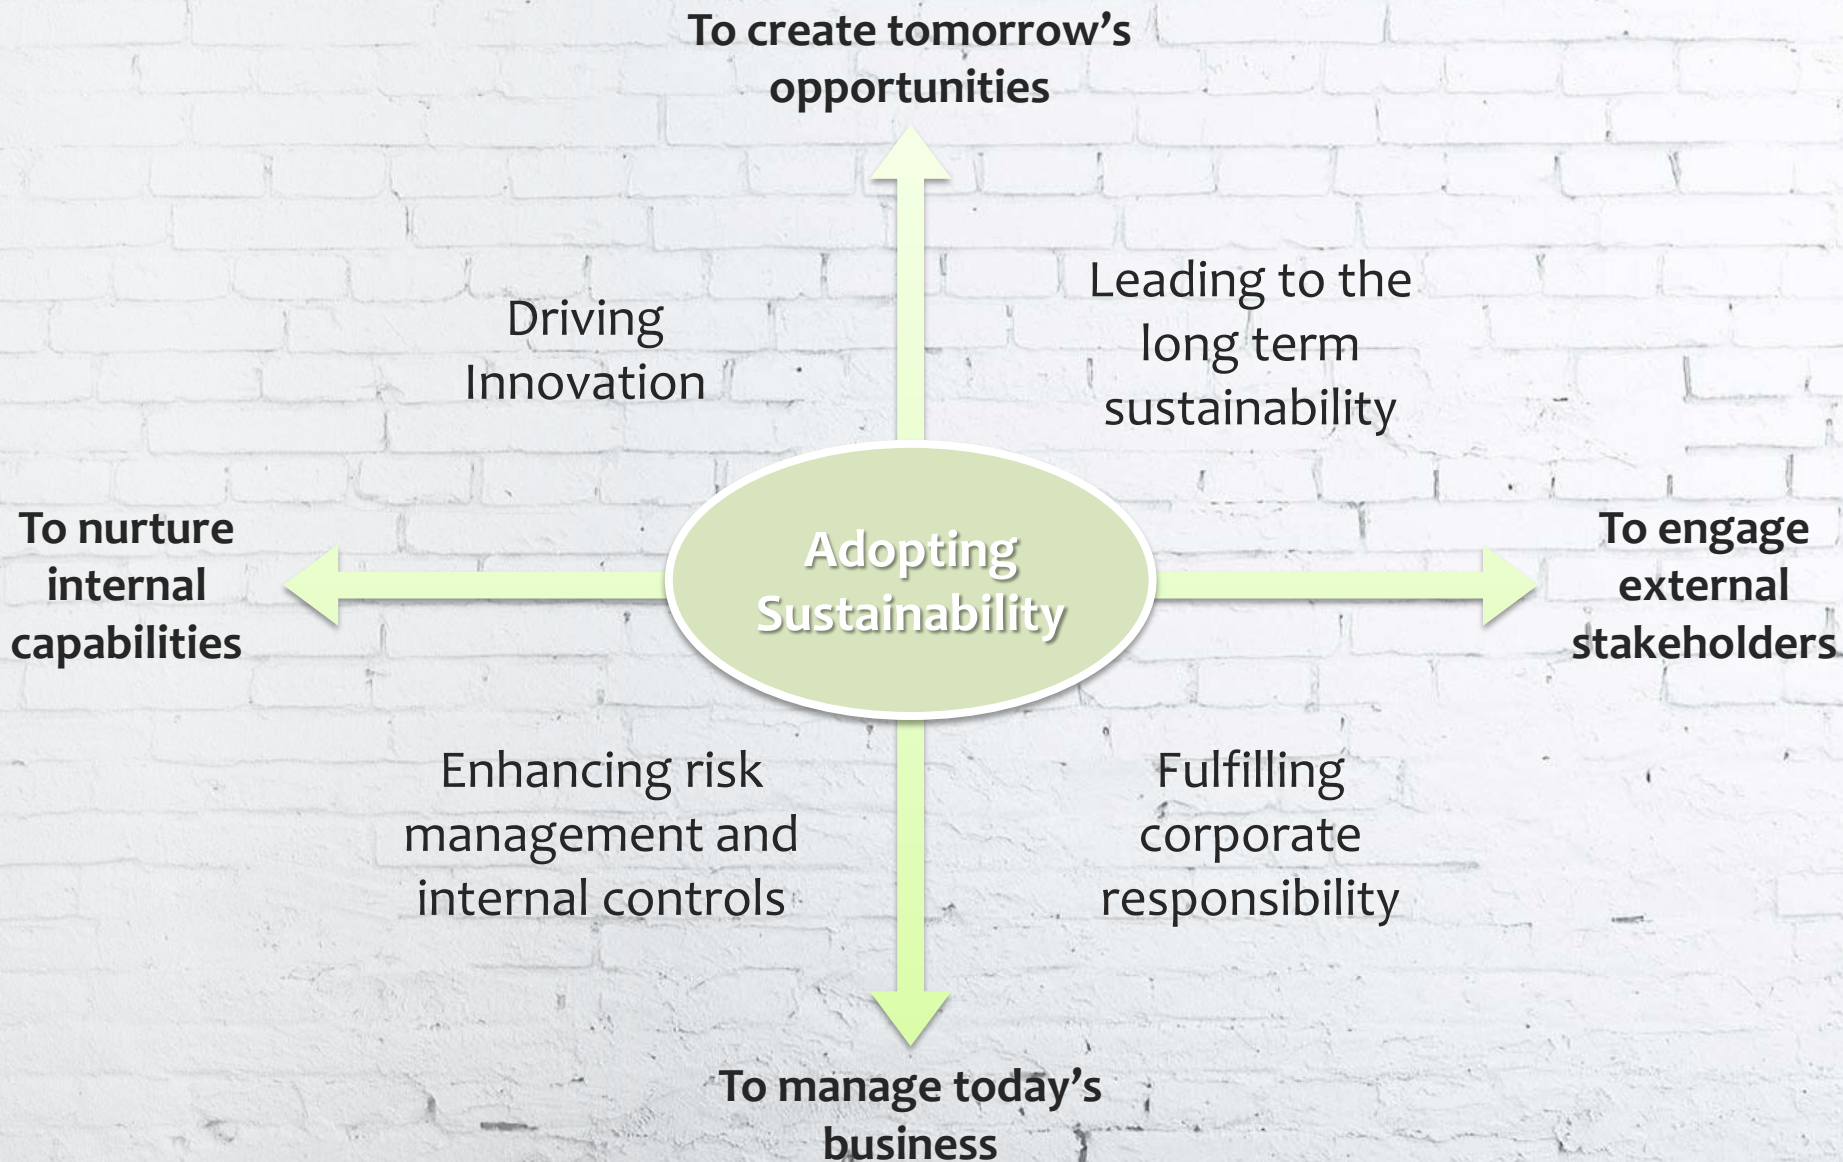 To create tomorrow’s
opportunities
Driving
Innovation
Leading to the
long term
sustainability
To nurture
internal
capabilities
Adopting
Sustainability
To engage
external
stakeholders
Enhancing risk
management and
internal controls
Fulfilling
corporate
responsibility
To manage today’s
business